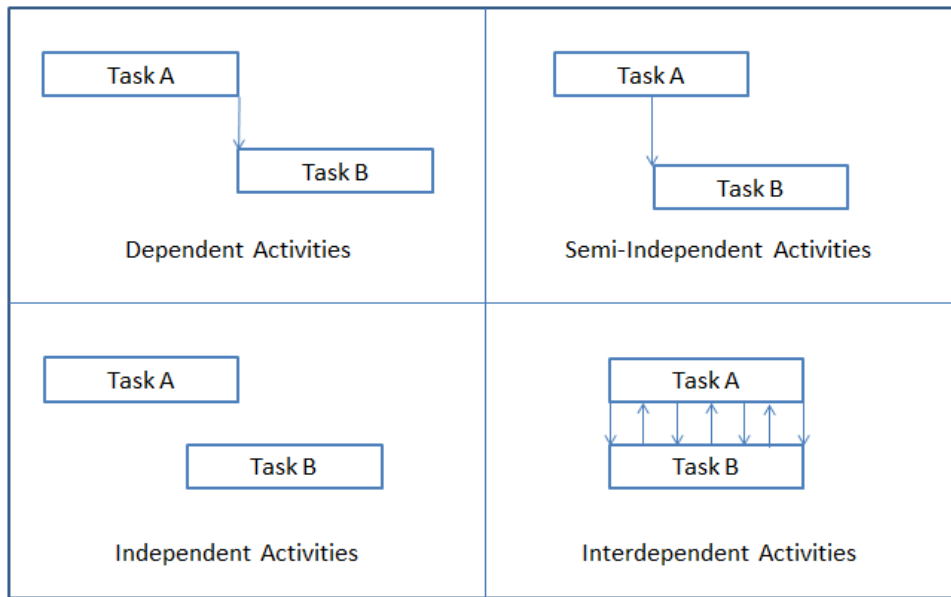 Task A
Task B
Dependent Activities
Task A
Task B
Semi-Independent Activities
Task A
Task B
Independent Activities
Task A
Task B
Interdependent Activities